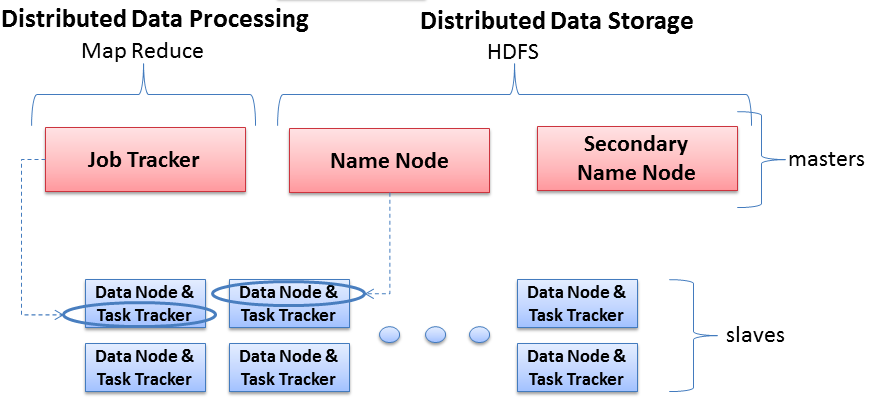 Distributed Data Processing
Map Reduce
Distributed Data Storage
HDFS
Job Tracker
Name Node
Secondary
Name Node
masters
Data Node &
Task Tracker
Data Node &
Task Tracker
Data Node &
Task Tracker
slaves
Data Node &
Task Tracker
Data Node &
Task Tracker
Data Node &
Task Tracker